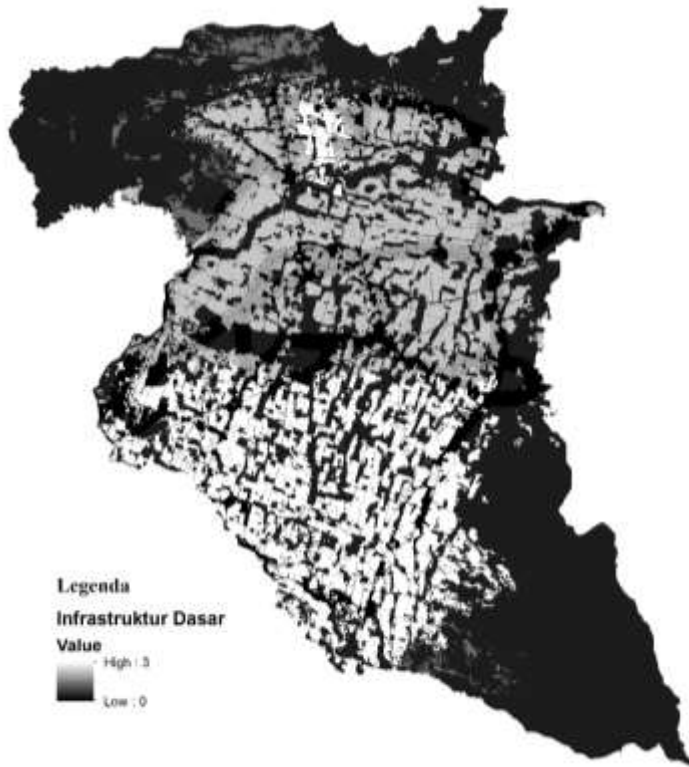 Legenda
Infrastruktur Dasar
Value
High : 3
Low : 0